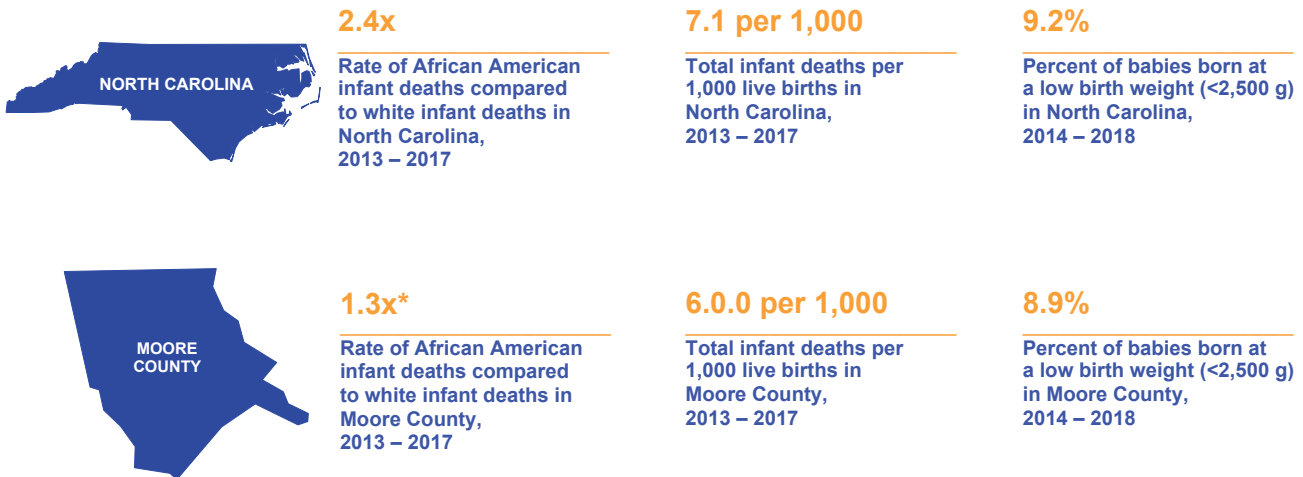 NORTH CAROLINA
2.4x
Rate of African American
infant deaths compared
to white infant deaths in
North Carolina,
2013 – 2017
7.1 per 1,000
Total infant deaths per
1,000 live births in
North Carolina,
2013 – 2017
9.2%
Percent of babies born at
a low birth weight (<2,500 g)
in North Carolina,
2014 – 2018
MOORE
COUNTY
1.3x*
Rate of African American
infant deaths compared
to white infant deaths in
Moore County,
2013 – 2017
6.0.0 per 1,000
Total infant deaths per
1,000 live births in
Moore County,
2013 – 2017
8.9%
Percent of babies born at
a low birth weight (<2,500 g)
in Moore County,
2014 – 2018